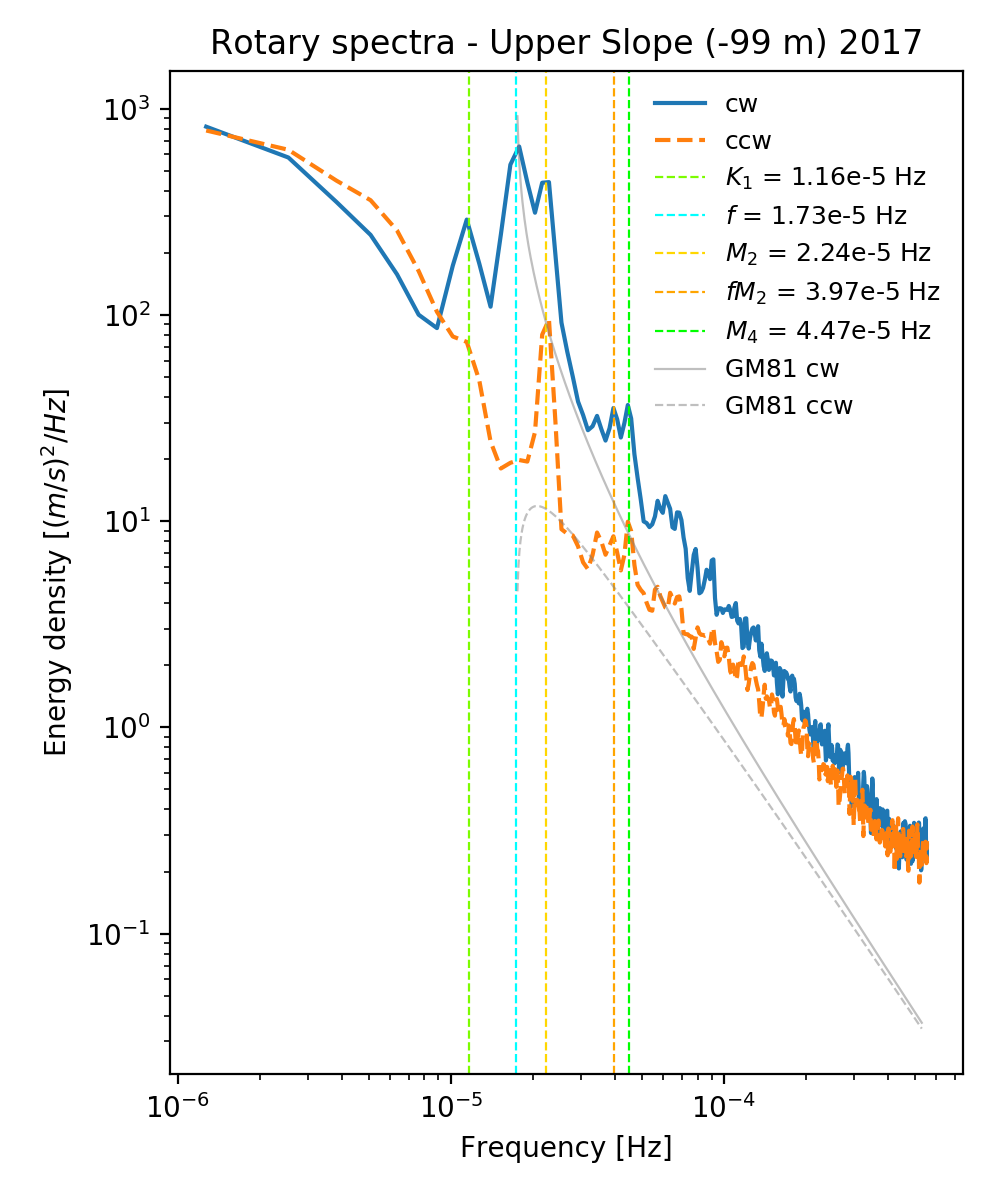 Rotary spectra - Upper Slope (-99 m) 2017
Energy density [(m/s)²/Hz]
10³
10²
10¹
10⁰
10⁻¹
cw
ccw
K₁ = 1.16e-5 Hz
f = 1.73e-5 Hz
M₂ = 2.24e-5 Hz
fM₂ = 3.97e-5 Hz
M₄ = 4.47e-5 Hz
GM81 cw
GM81 ccw
10⁻⁶ 10⁻⁵ 10⁻⁴
Frequency [Hz]